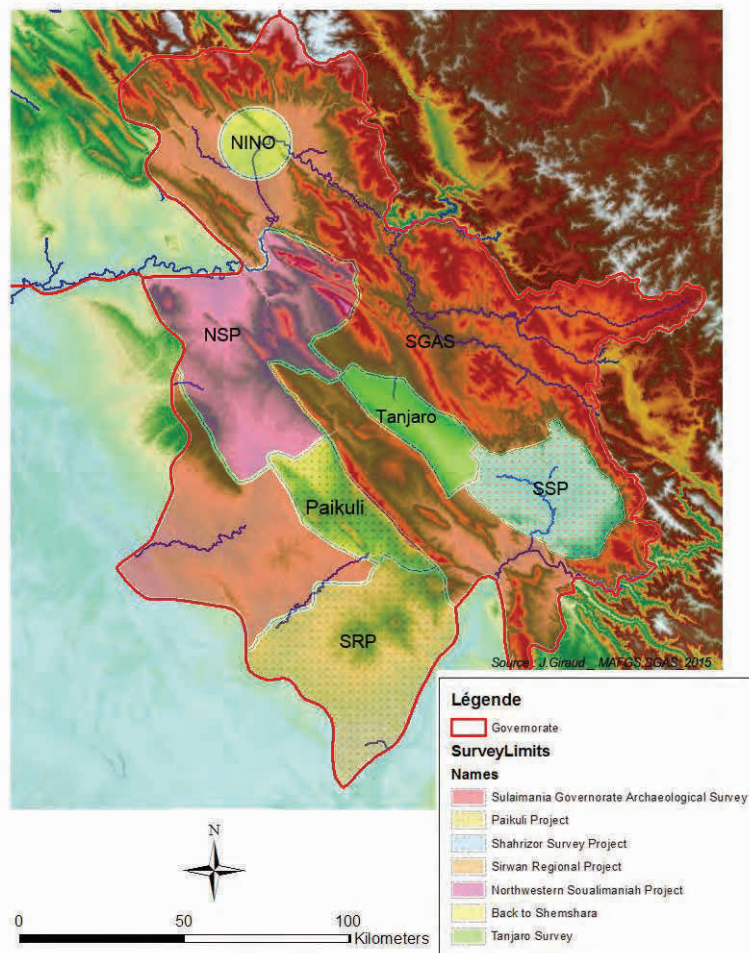 NINO
NSP
SGAS
Tanjaro
SSP
Paikuli
SRP
Source : J.Giraud _ MAFGS,SGAS, 2015
Légende
Governorate
SurveyLimits
Names
Sulaimania Governorate Archaeological Survey
Paikuli Project
Shahrizor Survey Project
Sirwan Regional Project
Northwestern Soualimaniah Project
Back to Shemshara
Tanjaro Survey
N
0 50 100
Kilometers